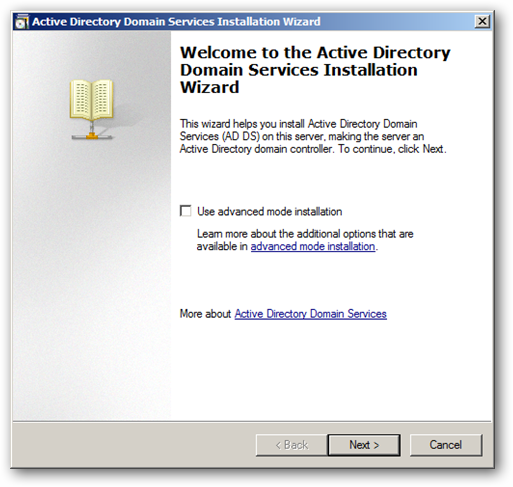 Active Directory Domain Services Installation Wizard
Welcome to the Active Directory
Domain Services Installation
Wizard
This wizard helps you install Active Directory Domain
Services (AD DS) on this server, making the server an
Active Directory domain controller. To continue, click Next.
Use advanced mode installation
Learn more about the additional options that are
available in advanced mode installation.
More about Active Directory Domain Services
< Back
Next >
Cancel